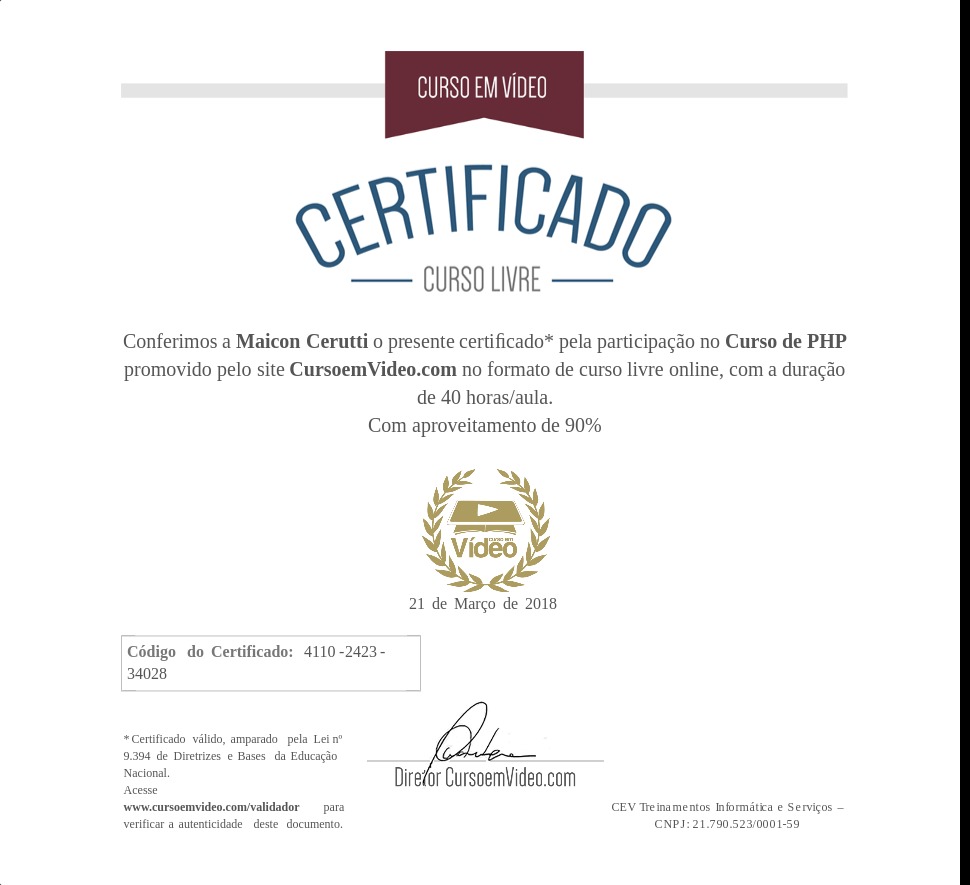 CURSO EM VÍDEO
CERTIFICADO
CURSO LIVRE
Conferimos a Maicon Cerutti o presente certificado* pela participação no Curso de PHP
promovido pelo site CursoemVideo.com no formato de curso livre online, com a duração
de 40 horas/aula.
Com aproveitamento de 90%
curso em
Vídeo
21 de Março de 2018
Código do Certificado: 4110 -2423 -
34028
* Certificado válido, amparado pela Lei nº
9.394 de Diretrizes e Bases da Educação
Nacional.
Acesse
www.cursoemvideo.com/validador para
verificar a autenticidade deste documento.
Diretor CursoemVideo.com
CEV Treinamentos Informática e Serviços –
CNPJ: 21.790.523/0001-59